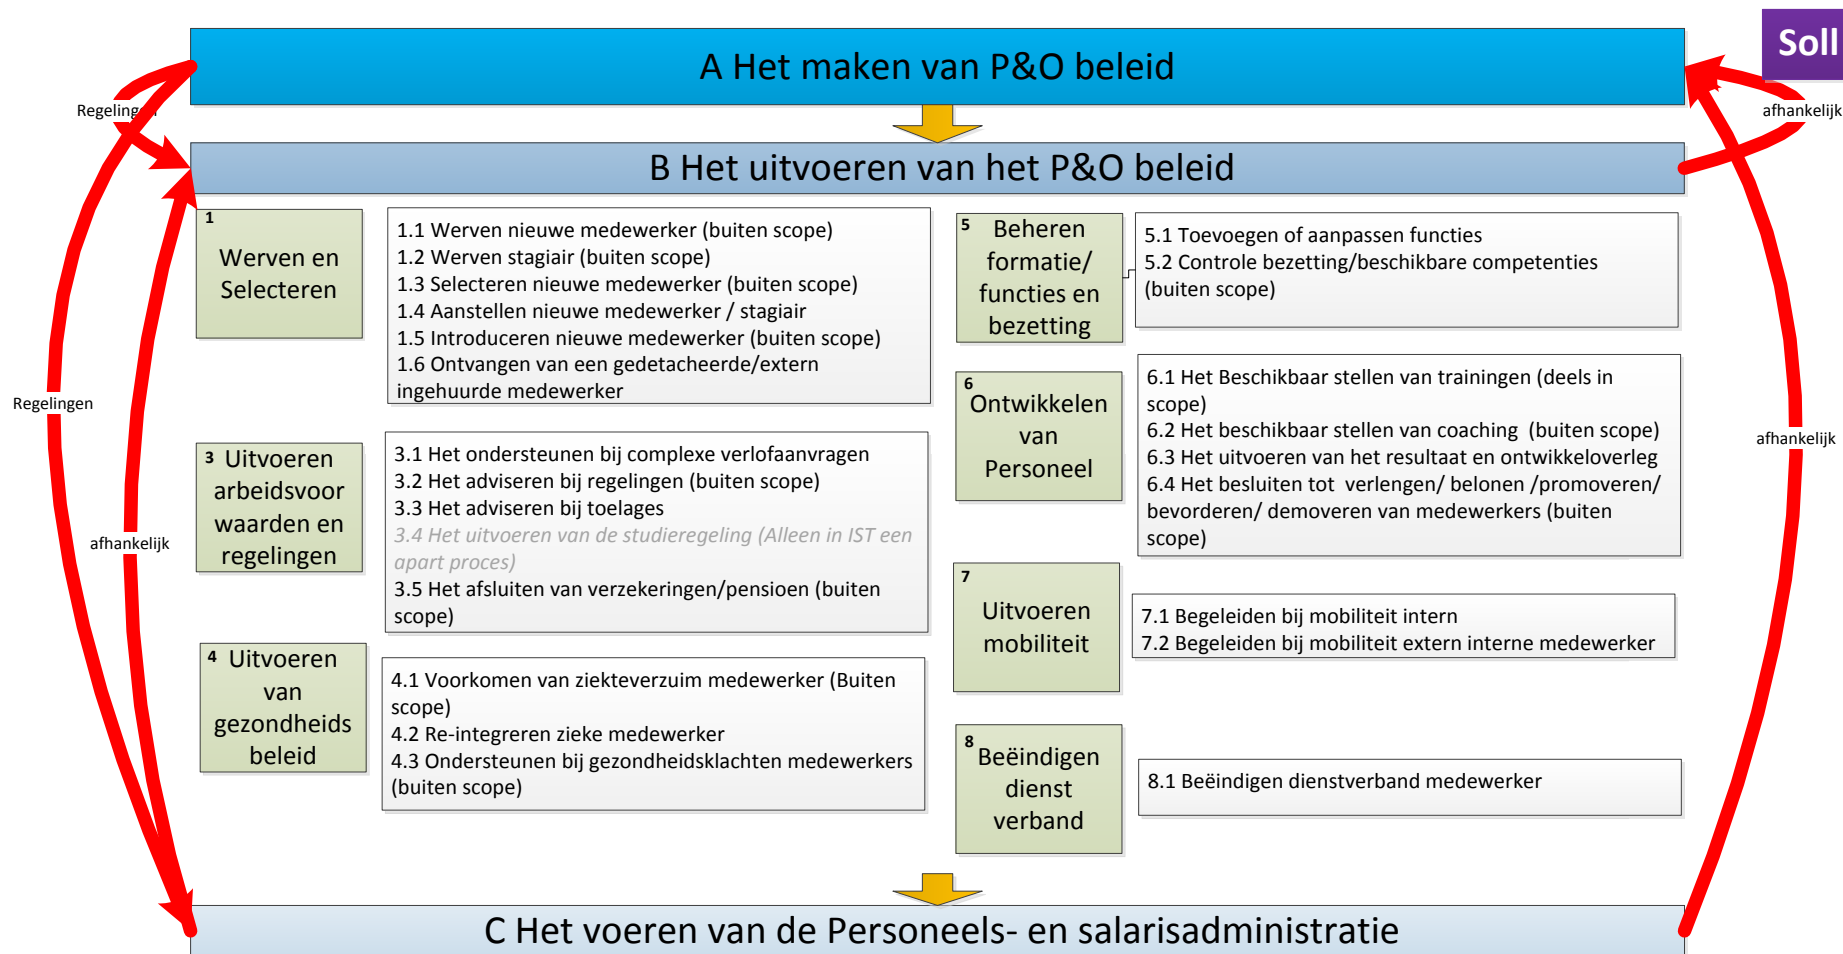 Soll
A Het maken van P&O beleid
Regelingen
afhankelijk
B Het uitvoeren van het P&O beleid
1
Werven en
Selecteren
1.1 Werven nieuwe medewerker (buiten scope)
1.2 Werven stagiair (buiten scope)
1.3 Selecteren nieuwe medewerker (buiten scope)
1.4 Aanstellen nieuwe medewerker / stagiair
1.5 Introduceren nieuwe medewerker (buiten scope)
1.6 Ontvangen van een gedetacheerde/extern
ingehuurde medewerker
Regelingen
3 Uitvoeren
arbeidsvoor
waarden en
regelingen
3.1 Het ondersteunen bij complexe verlofaanvragen
3.2 Het adviseren bij regelingen (buiten scope)
3.3 Het adviseren bij toelages
3.4 Het uitvoeren van de studieregeling (Alleen in IST een
apart proces)
3.5 Het afsluiten van verzekeringen/pensioen (buiten
scope)
afhankelijk
4 Uitvoeren
van
gezondheids
beleid
4.1 Voorkomen van ziekteverzuim medewerker (Buiten
scope)
4.2 Re-integreren zieke medewerker
4.3 Ondersteunen bij gezondheidsklachten medewerkers
(buiten scope)
5 Beheren
formatie/
functies en
bezetting
5.1 Toevoegen of aanpassen functies
5.2 Controle bezetting/beschikbare competenties
(buiten scope)
6
Ontwikkelen
van
Personeel
6.1 Het Beschikbaar stellen van trainingen (deels in
scope)
6.2 Het beschikbaar stellen van coaching (buiten scope)
6.3 Het uitvoeren van het resultaat en ontwikkeloverleg
6.4 Het besluiten tot verlengen/ belonen /promoveren/
bevorderen/ demoveren van medewerkers (buiten
scope)
afhankelijk
7
Uitvoeren
mobiliteit
7.1 Begeleiden bij mobiliteit intern
7.2 Begeleiden bij mobiliteit extern interne medewerker
8
Beëindigen
dienst
verband
8.1 Beëindigen dienstverband medewerker
C Het voeren van de Personeels- en salarisadministratie